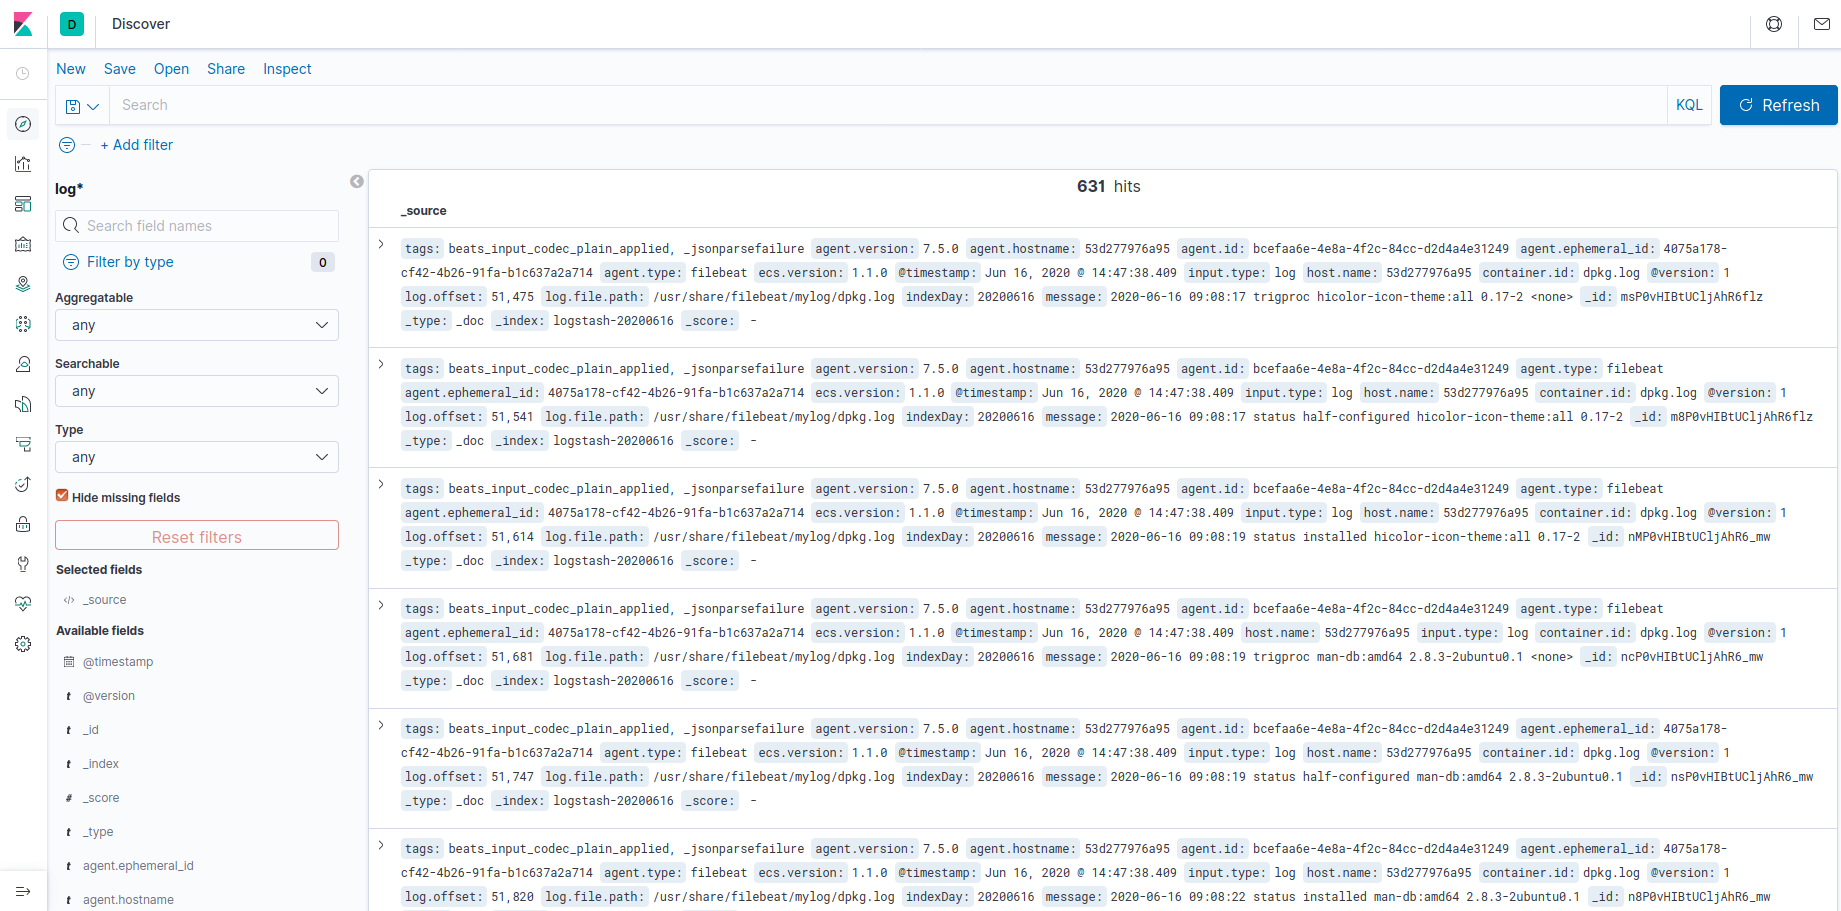 D Discover
New Save Open Share Inspect
Search KQL Refresh
+ Add filter
log*
Search field names
Filter by type 0
Aggregatable
any
Searchable
any
Type
any
Hide missing fields
Reset filters
Selected fields
</> _source
Available fields
@timestamp
t @version
t _id
t _index
# _score
t _type
t agent.ephemeral_id
t agent.hostname
631 hits
_source
tags: beats_input_codec_plain_applied, _jsonparsefailure agent.version: 7.5.0 agent.hostname: 53d277976a95 agent.id: bcefaa6e-4e8a-4f2c-84cc-d2d4a4e31249 agent.ephemeral_id: 4075a178-
cf42-4b26-91fa-b1c637a2a714 agent.type: filebeat ecs.version: 1.1.0 @timestamp: Jun 16, 2020 @ 14:47:38.409 input.type: log host.name: 53d277976a95 container.id: dpkg.log @version: 1
log.offset: 51,475 log.file.path: /usr/share/filebeat/mylog/dpkg.log indexDay: 20200616 message: 2020-06-16 09:08:17 trigproc hicolor-icon-theme:all 0.17-2 <none> _id: msP0vHIBtUCljAhR6flz
_type: _doc _index: logstash-20200616 _score: -
tags: beats_input_codec_plain_applied, _jsonparsefailure agent.version: 7.5.0 agent.hostname: 53d277976a95 agent.id: bcefaa6e-4e8a-4f2c-84cc-d2d4a4e31249 agent.type: filebeat
agent.ephemeral_id: 4075a178-cf42-4b26-91fa-b1c637a2a714 ecs.version: 1.1.0 @timestamp: Jun 16, 2020 @ 14:47:38.409 input.type: log host.name: 53d277976a95 container.id: dpkg.log @version: 1
log.offset: 51,541 log.file.path: /usr/share/filebeat/mylog/dpkg.log indexDay: 20200616 message: 2020-06-16 09:08:17 status half-configured hicolor-icon-theme:all 0.17-2 _id: m8P0vHIBtUCljAhR6flz
_type: _doc _index: logstash-20200616 _score: -
tags: beats_input_codec_plain_applied, _jsonparsefailure agent.version: 7.5.0 agent.hostname: 53d277976a95 agent.id: bcefaa6e-4e8a-4f2c-84cc-d2d4a4e31249 agent.type: filebeat
agent.ephemeral_id: 4075a178-cf42-4b26-91fa-b1c637a2a714 ecs.version: 1.1.0 @timestamp: Jun 16, 2020 @ 14:47:38.409 input.type: log host.name: 53d277976a95 container.id: dpkg.log @version: 1
log.offset: 51,614 log.file.path: /usr/share/filebeat/mylog/dpkg.log indexDay: 20200616 message: 2020-06-16 09:08:19 status installed hicolor-icon-theme:all 0.17-2 _id: nMP0vHIBtUCljAhR6_mw
_type: _doc _index: logstash-20200616 _score: -
tags: beats_input_codec_plain_applied, _jsonparsefailure agent.version: 7.5.0 agent.hostname: 53d277976a95 agent.id: bcefaa6e-4e8a-4f2c-84cc-d2d4a4e31249 agent.type: filebeat
agent.ephemeral_id: 4075a178-cf42-4b26-91fa-b1c637a2a714 ecs.version: 1.1.0 @timestamp: Jun 16, 2020 @ 14:47:38.409 host.name: 53d277976a95 input.type: log container.id: dpkg.log @version: 1
log.offset: 51,681 log.file.path: /usr/share/filebeat/mylog/dpkg.log indexDay: 20200616 message: 2020-06-16 09:08:19 trigproc man-db:amd64 2.8.3-2ubuntu0.1 <none> _id: ncP0vHIBtUCljAhR6_mw
_type: _doc _index: logstash-20200616 _score: -
tags: beats_input_codec_plain_applied, _jsonparsefailure agent.version: 7.5.0 agent.hostname: 53d277976a95 agent.id: bcefaa6e-4e8a-4f2c-84cc-d2d4a4e31249 agent.ephemeral_id: 4075a178-
cf42-4b26-91fa-b1c637a2a714 agent.type: filebeat ecs.version: 1.1.0 @timestamp: Jun 16, 2020 @ 14:47:38.409 input.type: log host.name: 53d277976a95 container.id: dpkg.log @version: 1
log.offset: 51,747 log.file.path: /usr/share/filebeat/mylog/dpkg.log indexDay: 20200616 message: 2020-06-16 09:08:19 status half-configured man-db:amd64 2.8.3-2ubuntu0.1 _id: nsP0vHIBtUCljAhR6_mw
_type: _doc _index: logstash-20200616 _score: -
tags: beats_input_codec_plain_applied, _jsonparsefailure agent.version: 7.5.0 agent.hostname: 53d277976a95 agent.id: bcefaa6e-4e8a-4f2c-84cc-d2d4a4e31249 agent.ephemeral_id: 4075a178-
cf42-4b26-91fa-b1c637a2a714 agent.type: filebeat ecs.version: 1.1.0 @timestamp: Jun 16, 2020 @ 14:47:38.409 input.type: log host.name: 53d277976a95 container.id: dpkg.log @version: 1
log.offset: 51,820 log.file.path: /usr/share/filebeat/mylog/dpkg.log indexDay: 20200616 message: 2020-06-16 09:08:22 status installed man-db:amd64 2.8.3-2ubuntu0.1 _id: n8P0vHIBtUCljAhR6_mw